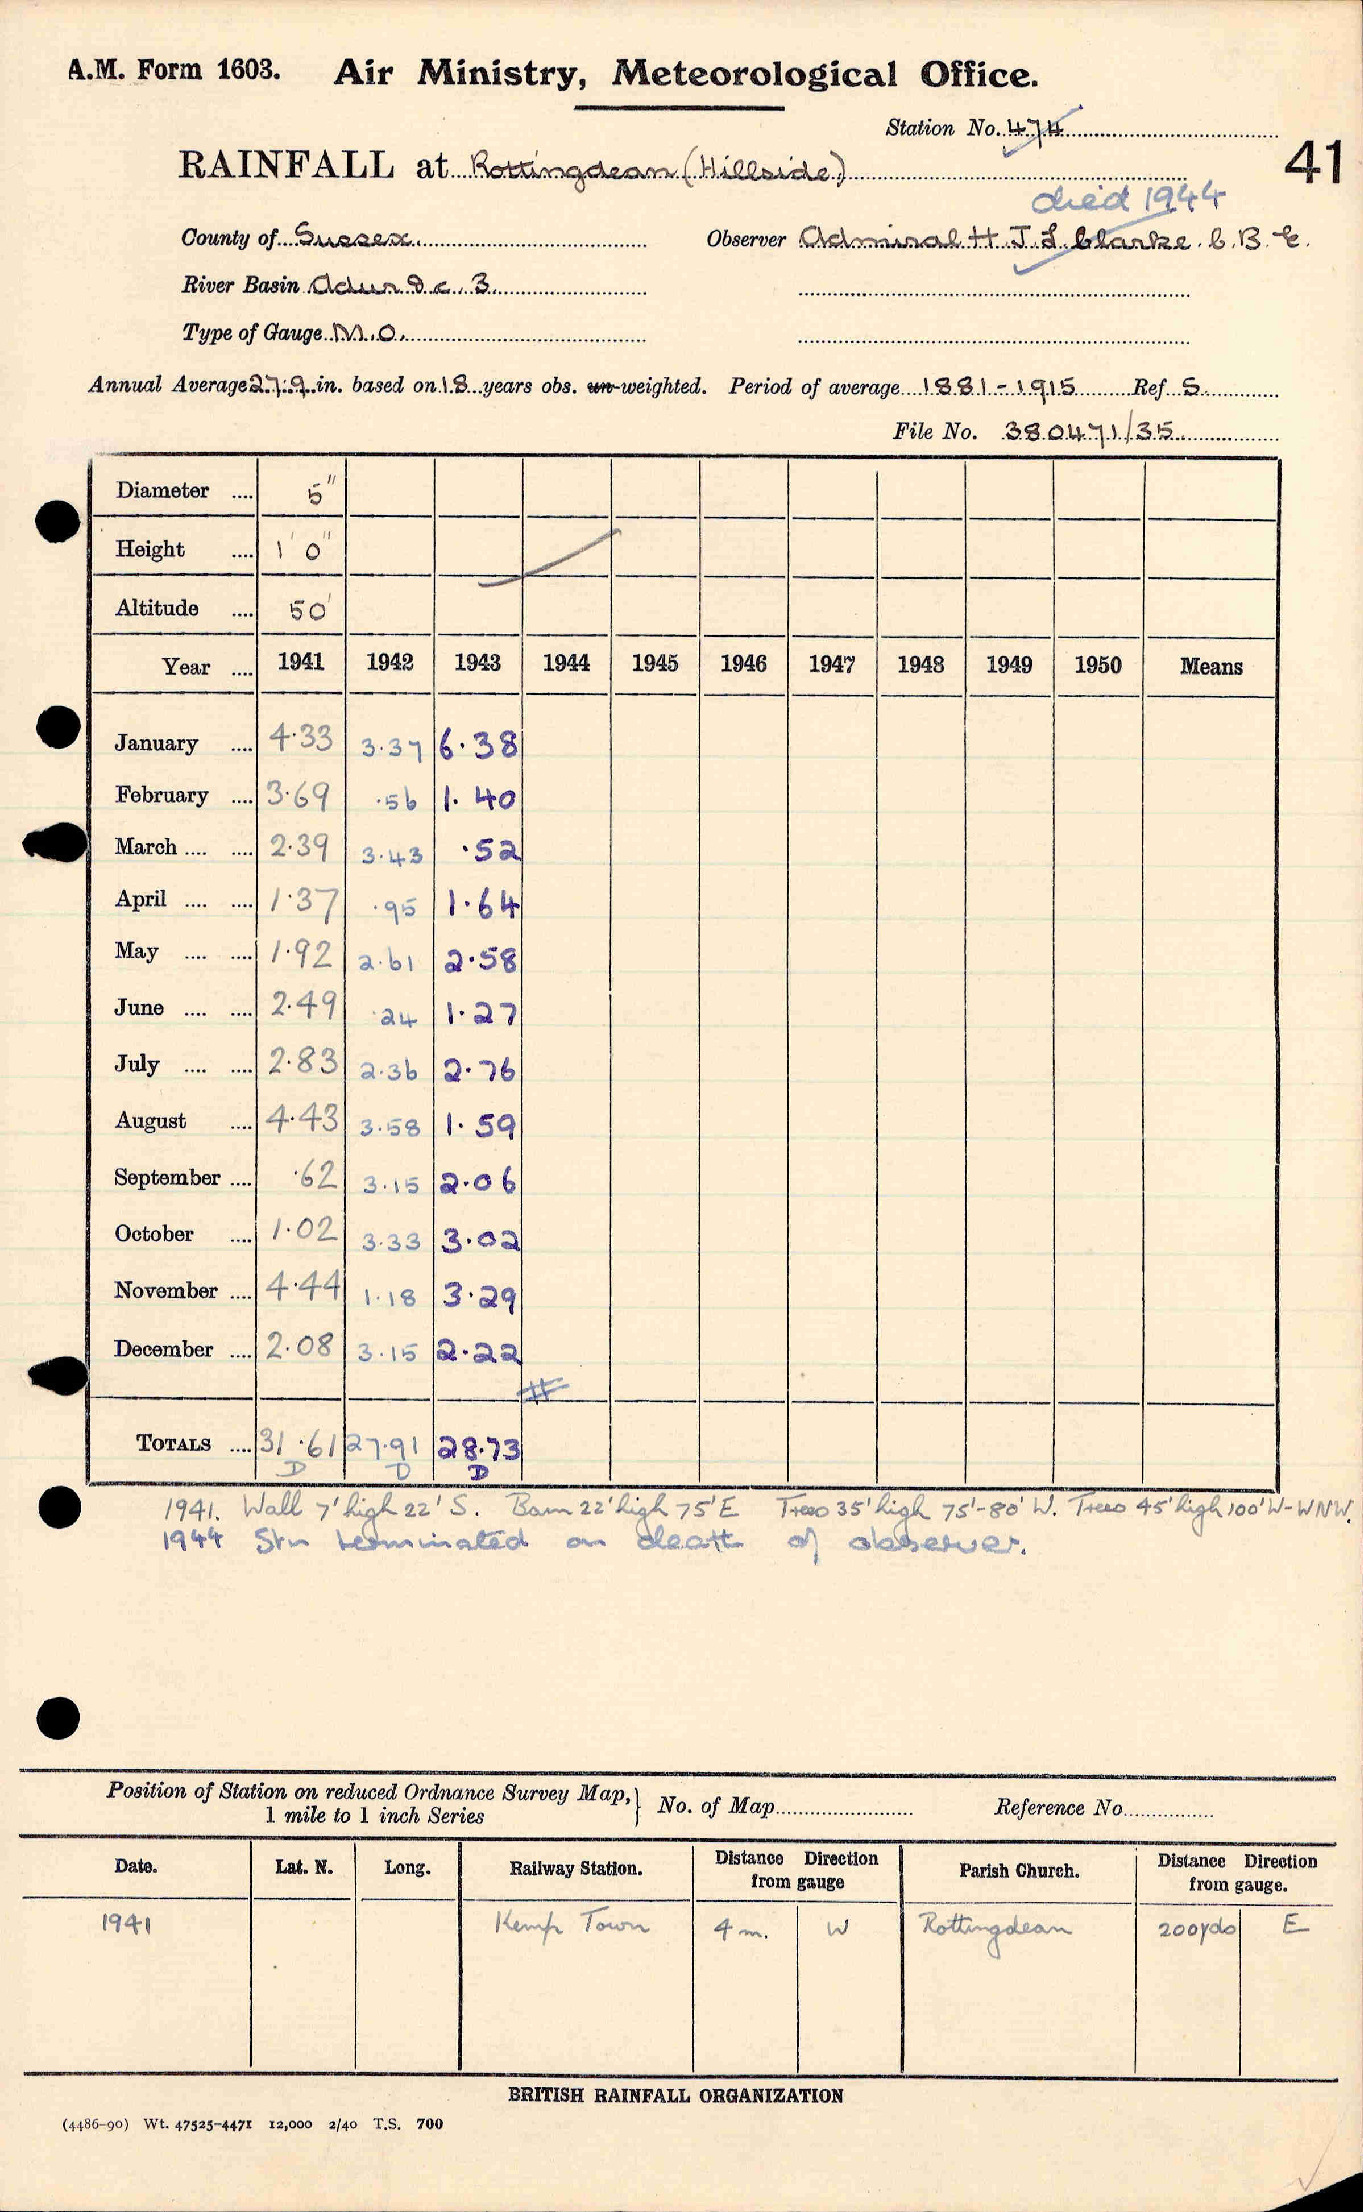 A.M. Form 1603. Air Ministry, Meteorological Office.
Station No. 474
41
RAINFALL at Rottingdean (Hillside)
died 1944
County of Sussex Observer Admiral H. J. L. Clarke. C. B. E.
River Basin Adur &c. 3
Type of Gauge M.O.
Annual Average 27.9 in. based on 18 years obs. un-weighted. Period of average 1881-1915 Ref S.
File No. 380471/35
Diameter .... 5"
Height .... 1' 0"
Altitude .... 50'
Year .... 1941 1942 1943 1944 1945 1946 1947 1948 1949 1950 Means
January .... 4.33 3.37 6.38
February .... 3.69 .56 1.40
March .... .... 2.39 3.43 .52
April .... .... 1.37 .95 1.64
May .... .... 1.92 2.61 2.58
June .... .... 2.49 .24 1.27
July .... .... 2.83 2.36 2.76
August .... 4.43 3.58 1.59
September .... .62 3.15 2.06
October .... 1.02 3.33 3.02
November .... 4.44 1.18 3.29
December .... 2.08 3.15 2.22
#
TOTALS .... 31.61 27.91 28.73
D D D
1941. Wall 7' high 22' S. Barn 22' high 75' E Trees 35' high 75'-80' W. Trees 45' high 100' W-WNW.
1944 Stn terminated on death of observer.
Position of Station on reduced Ordnance Survey Map, } No. of Map Reference No.
1 mile to 1 inch Series
Date. Lat. N. Long. Railway Station. Distance Direction from gauge Parish Church. Distance Direction from gauge.
1941 Kemp Town 4 m. W Rottingdean 200yds E
BRITISH RAINFALL ORGANIZATION
(4486-90) Wt. 47525-4471 12,000 2/40 T.S. 700